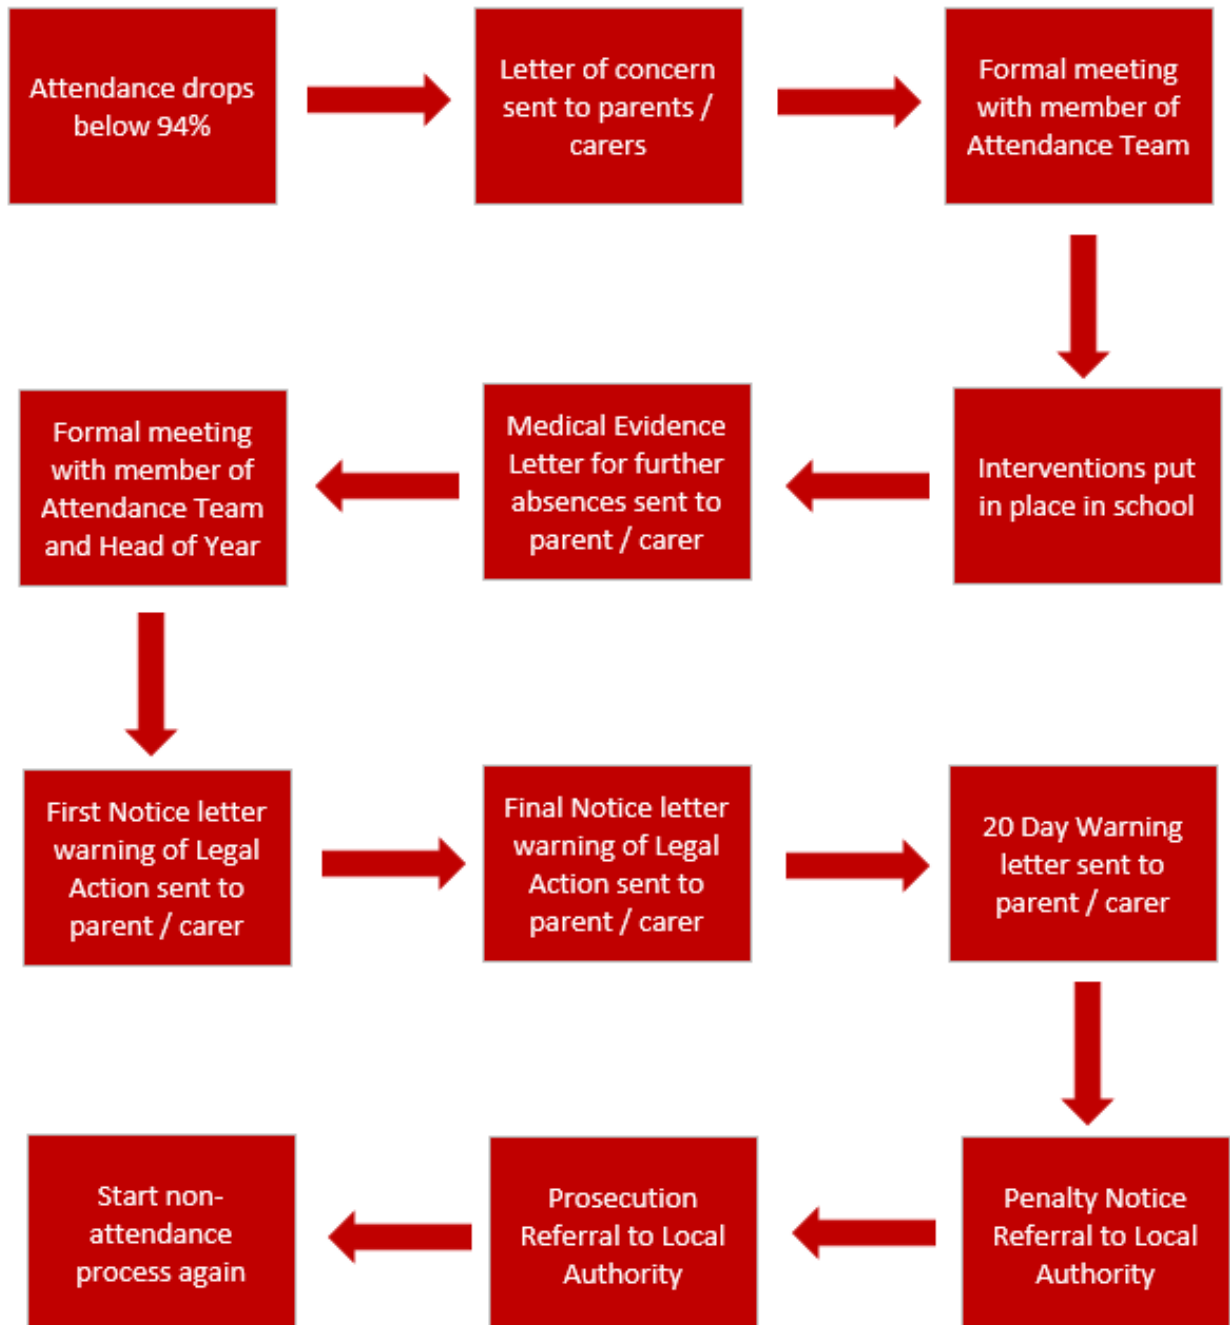 Attendance drops
below 94%
Letter of concern
sent to parents /
carers
Formal meeting
with member of
Attendance Team
Interventions put
in place in school
Medical Evidence
Letter for further
absences sent to
parent / carer
Formal meeting
with member of
Attendance Team
and Head of Year
First Notice letter
warning of Legal
Action sent to
parent / carer
Final Notice letter
warning of Legal
Action sent to
parent / carer
20 Day Warning
letter sent to
parent / carer
Penalty Notice
Referral to Local
Authority
Prosecution
Referral to Local
Authority
Start non-
attendance
process again